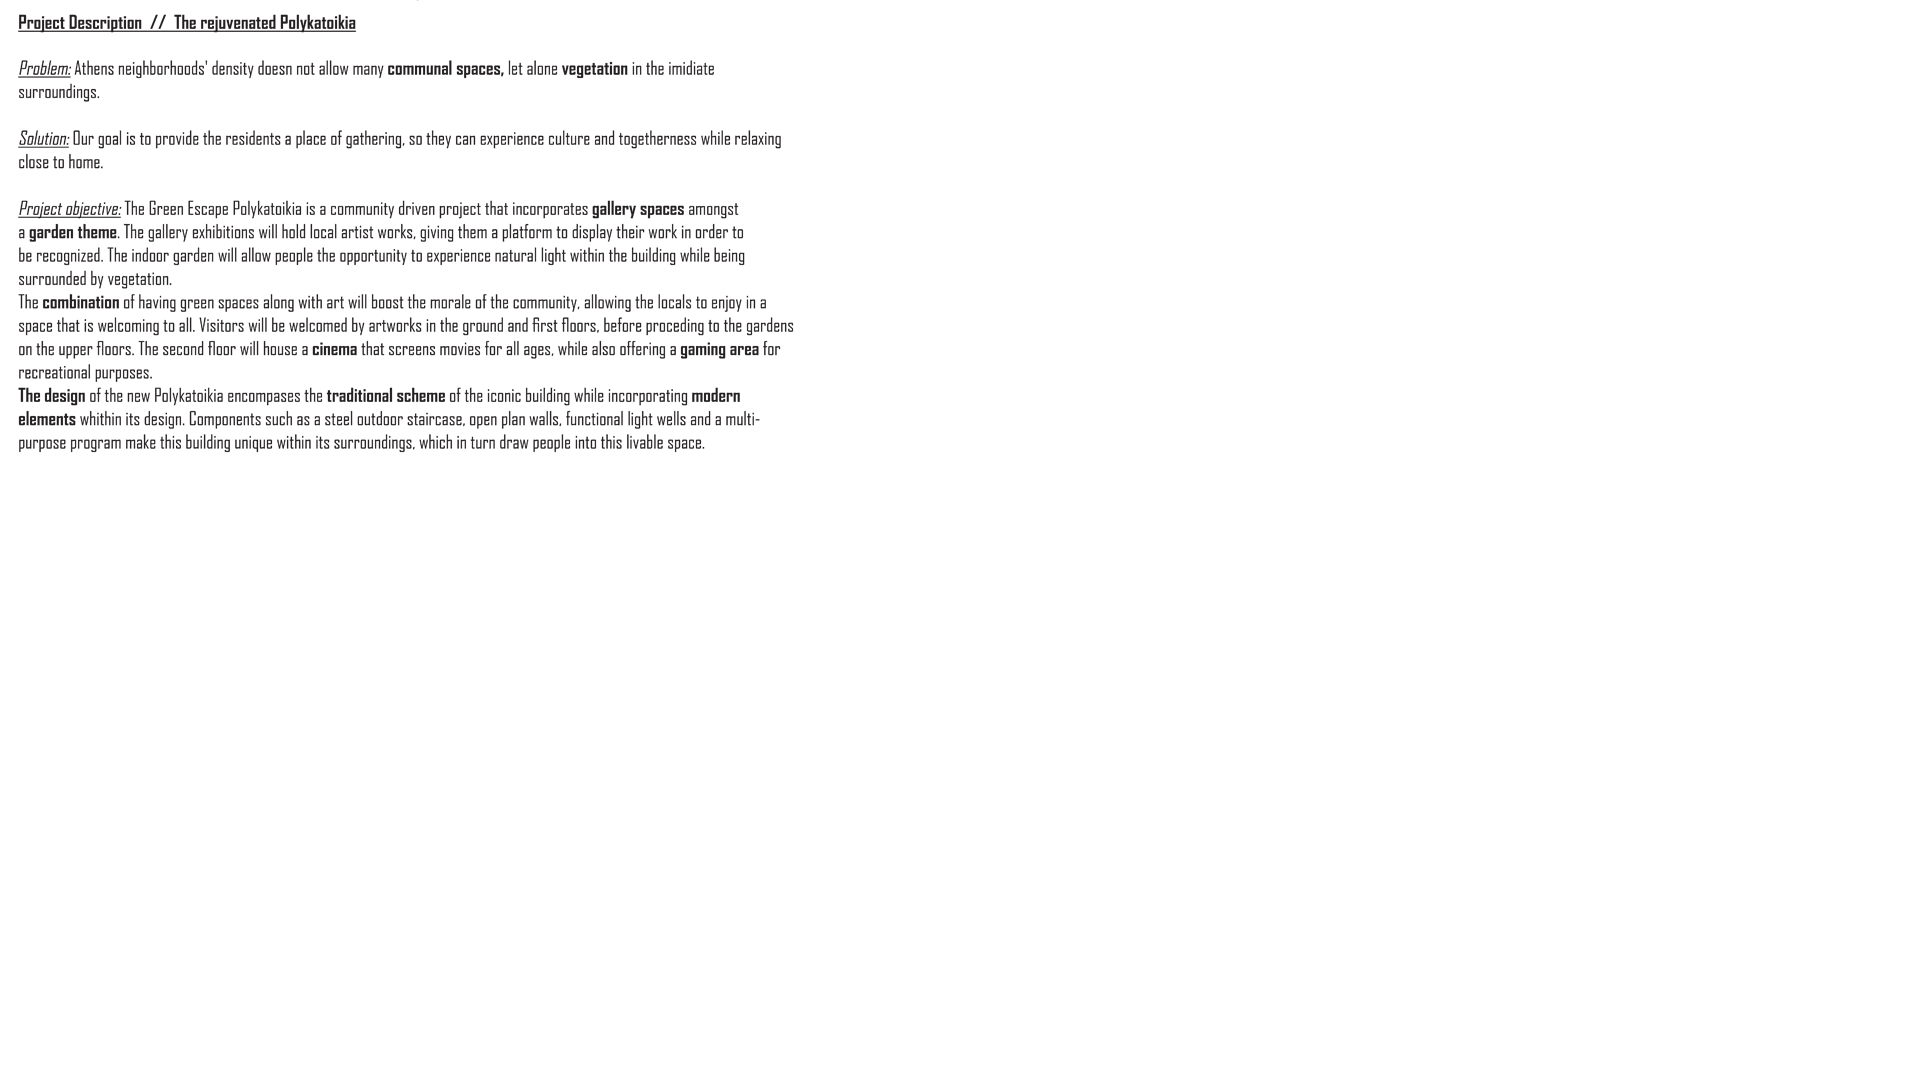 Project Description  //  The rejuvenated Polykatoikia
Problem: Athens neighborhoods' density doesn not allow many communal spaces, let alone vegetation in the imidiate
surroundings.
Solution: Our goal is to provide the residents a place of gathering, so they can experience culture and togetherness while relaxing
close to home.
Project objective: The Green Escape Polykatoikia is a community driven project that incorporates gallery spaces amongst
a garden theme. The gallery exhibitions will hold local artist works, giving them a platform to display their work in order to
be recognized. The indoor garden will allow people the opportunity to experience natural light within the building while being
surrounded by vegetation.
The combination of having green spaces along with art will boost the morale of the community, allowing the locals to enjoy in a
space that is welcoming to all. Visitors will be welcomed by artworks in the ground and first floors, before proceding to the gardens
on the upper floors. The second floor will house a cinema that screens movies for all ages, while also offering a gaming area for
recreational purposes.
The design of the new Polykatoikia encompases the traditional scheme of the iconic building while incorporating modern
elements whithin its design. Components such as a steel outdoor staircase, open plan walls, functional light wells and a multi-
purpose program make this building unique within its surroundings, which in turn draw people into this livable space.